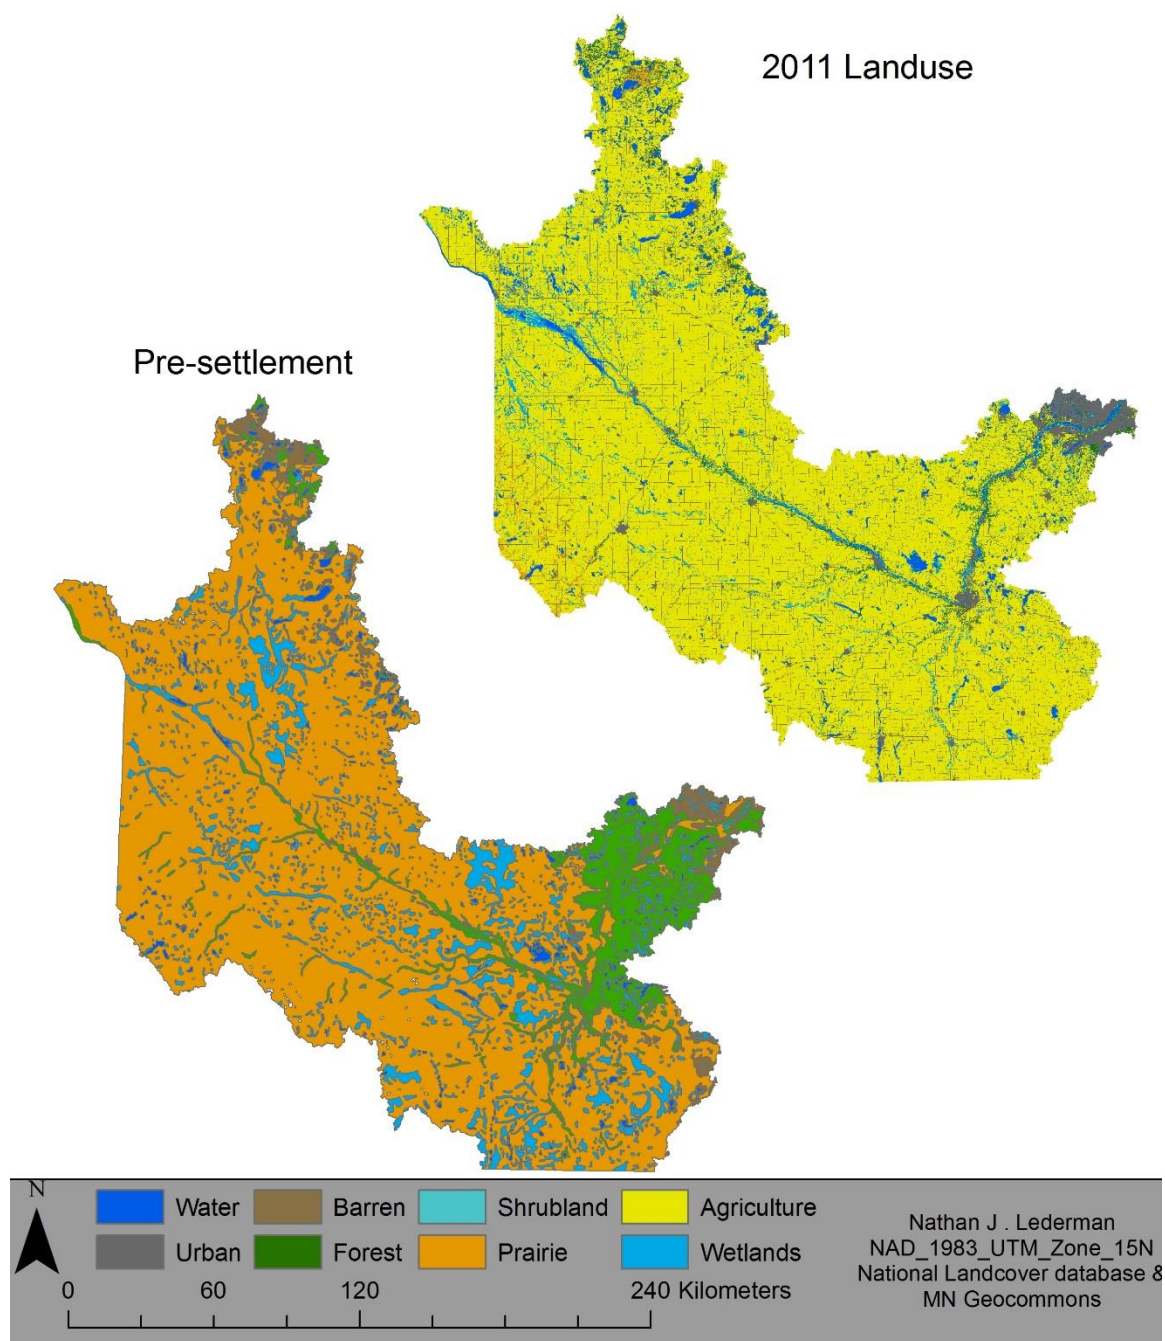 2011 Landuse
Pre-settlement
N
Water
Barren
Shrubland
Agriculture
Urban
Forest
Prairie
Wetlands
0 60 120 240 Kilometers
Nathan J . Lederman
NAD_1983_UTM_Zone_15N
National Landcover database &
MN Geocommons